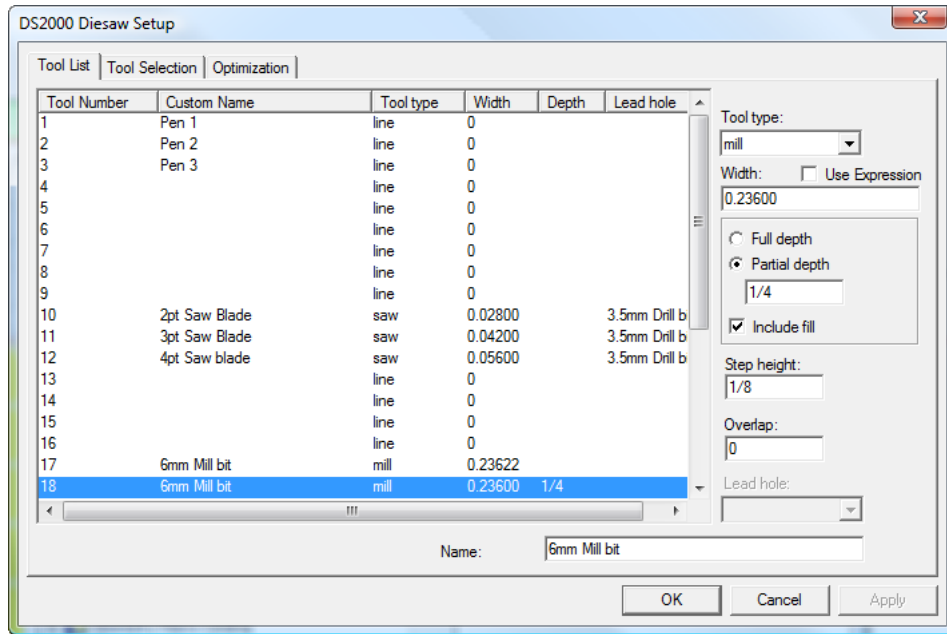 DS2000 Diesaw Setup
Tool List Tool Selection Optimization
Tool Number Custom Name Tool type Width Depth Lead hole
1 Pen 1 line 0
2 Pen 2 line 0
3 Pen 3 line 0
4 line 0
5 line 0
6 line 0
7 line 0
8 line 0
9 line 0
10 2pt Saw Blade saw 0.02800 3.5mm Drill b
11 3pt Saw Blade saw 0.04200 3.5mm Drill b
12 4pt Saw blade saw 0.05600 3.5mm Drill b
13 line 0
14 line 0
15 line 0
16 line 0
17 6mm Mill bit mill 0.23622
18 6mm Mill bit mill 0.23600 1/4
Tool type:
mill
Width: Use Expression
0.23600
Full depth
Partial depth
1/4
Include fill
Step height:
1/8
Overlap:
0
Lead hole:
Name: 6mm Mill bit
OK Cancel Apply